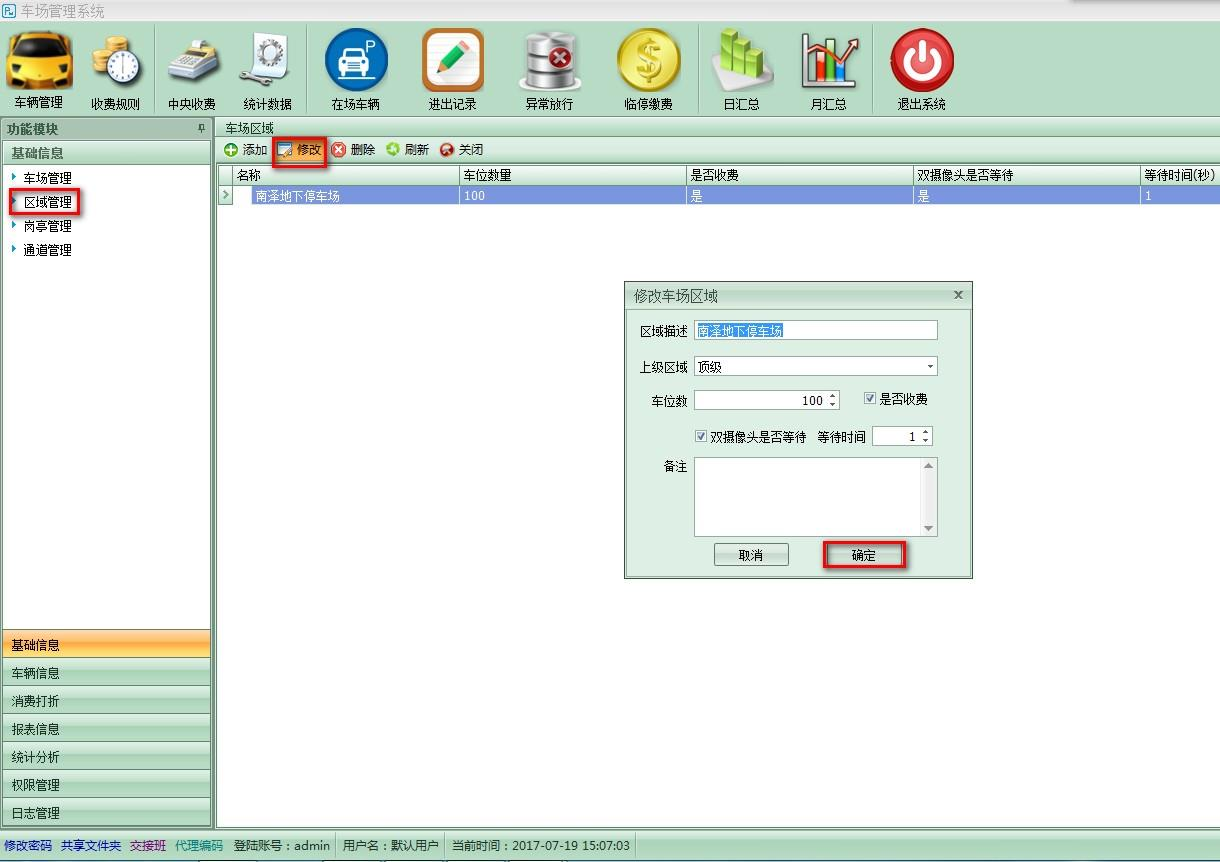 车场管理系统
车辆管理 收费规则 中央收费 统计数据 在场车辆 进出记录 异常放行 临停缴费 日汇总 月汇总 退出系统
功能模块
车场区域
基础信息
添加 修改 删除 刷新 关闭
车场管理
区域管理
岗亭管理
通道管理
名称 车位数量 是否收费 双摄像头是否等待 等待时间(秒)
南泽地下停车场 100 是 是 1
修改车场区域
区域描述 南泽地下停车场
上级区域 顶级
车位数 100 是否收费
双摄像头是否等待 等待时间 1
备注
取消 确定
基础信息
车辆信息
消费打折
报表信息
统计分析
权限管理
日志管理
修改密码 共享文件夹 交接班 代理编码 登陆账号：admin 用户名：默认用户 当前时间：2017-07-19 15:07:03